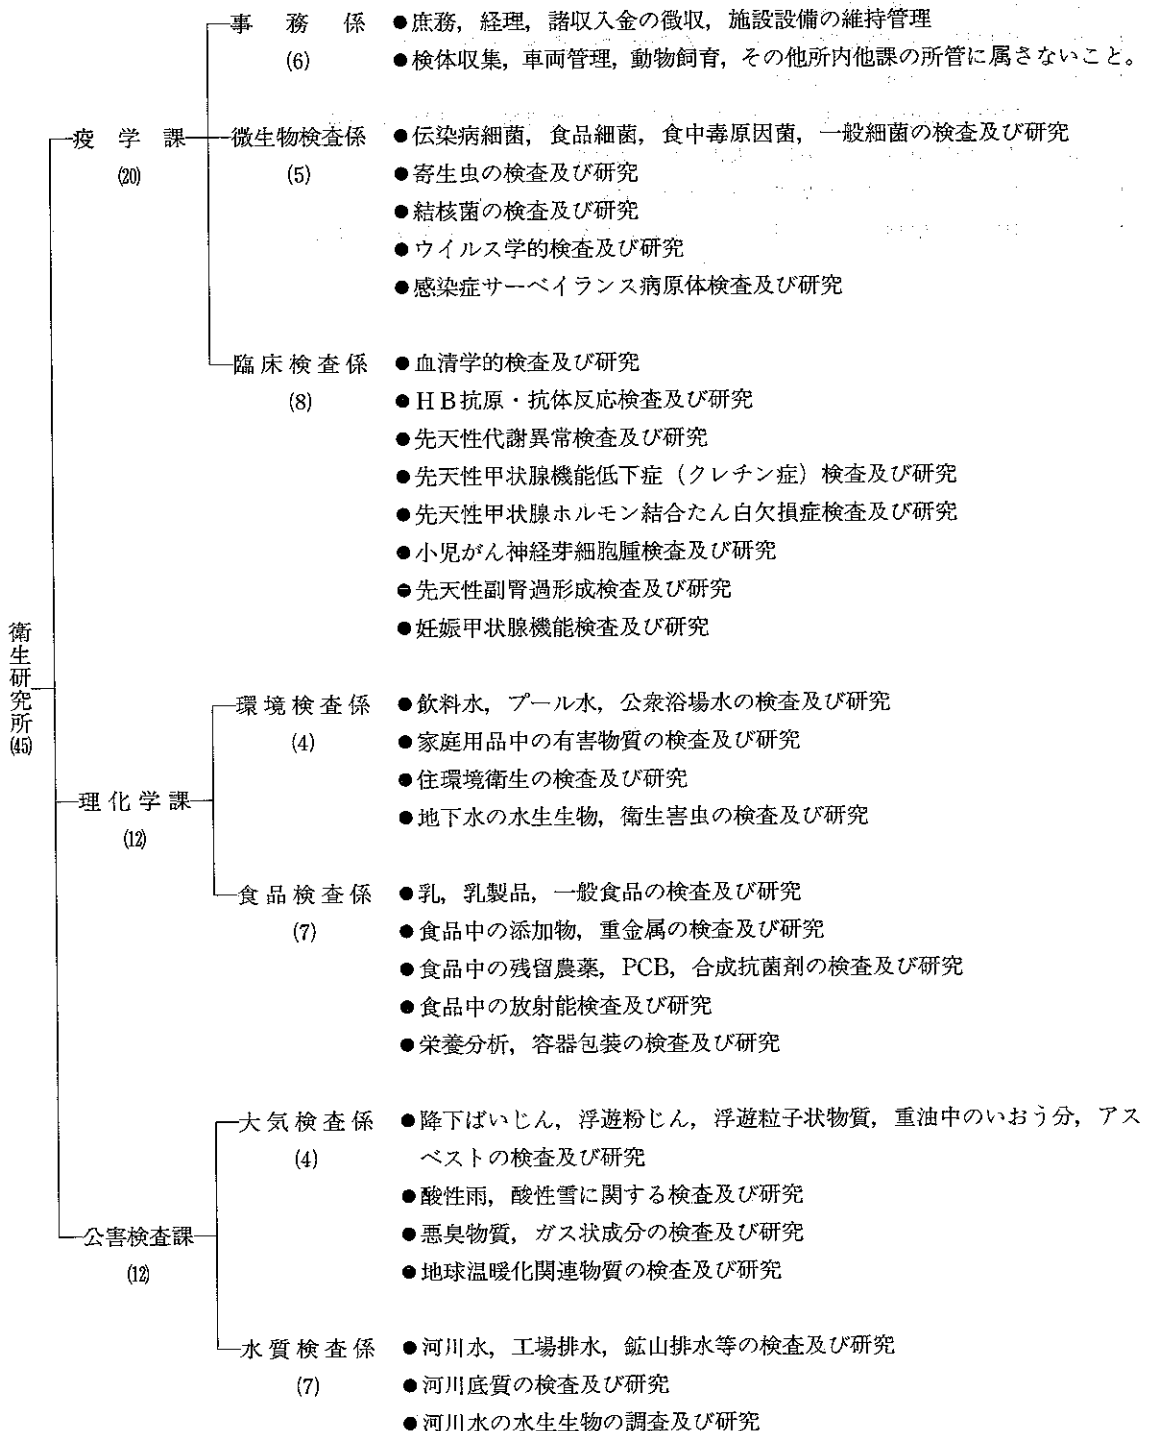 事務係 ●庶務，経理，諸収入金の徴収，施設設備の維持管理
(6) ●検体収集，車両管理，動物飼育，その他所内他課の所管に属さないこと。
疫学課 微生物検査係 ●伝染病細菌，食品細菌，食中毒原因菌，一般細菌の検査及び研究
(20) (5) ●寄生虫の検査及び研究
●結核菌の検査及び研究
●ウイルス学的検査及び研究
●感染症サーベイランス病原体検査及び研究
臨床検査係 ●血清学的検査及び研究
(8) ●HB抗原・抗体反応検査及び研究
●先天性代謝異常検査及び研究
●先天性甲状腺機能低下症（クレチン症）検査及び研究
●先天性甲状腺ホルモン結合たん白欠損症検査及び研究
●小児がん神経芽細胞腫検査及び研究
●先天性副腎過形成検査及び研究
●妊娠甲状腺機能検査及び研究
衛生研究所(45)
環境検査係 ●飲料水，プール水，公衆浴場水の検査及び研究
(4) ●家庭用品中の有害物質の検査及び研究
●住環境衛生の検査及び研究
理化学課 ●地下水の水生生物，衛生害虫の検査及び研究
(12)
食品検査係 ●乳，乳製品，一般食品の検査及び研究
(7) ●食品中の添加物，重金属の検査及び研究
●食品中の残留農薬，PCB，合成抗菌剤の検査及び研究
●食品中の放射能検査及び研究
●栄養分析，容器包装の検査及び研究
大気検査係 ●降下ばいじん，浮遊粉じん，浮遊粒子状物質，重油中のいおう分，アス
(4) ベストの検査及び研究
●酸性雨，酸性雪に関する検査及び研究
公害検査課 ●悪臭物質，ガス状成分の検査及び研究
(12) ●地球温暖化関連物質の検査及び研究
水質検査係 ●河川水，工場排水，鉱山排水等の検査及び研究
(7) ●河川底質の検査及び研究
●河川水の水生生物の調査及び研究